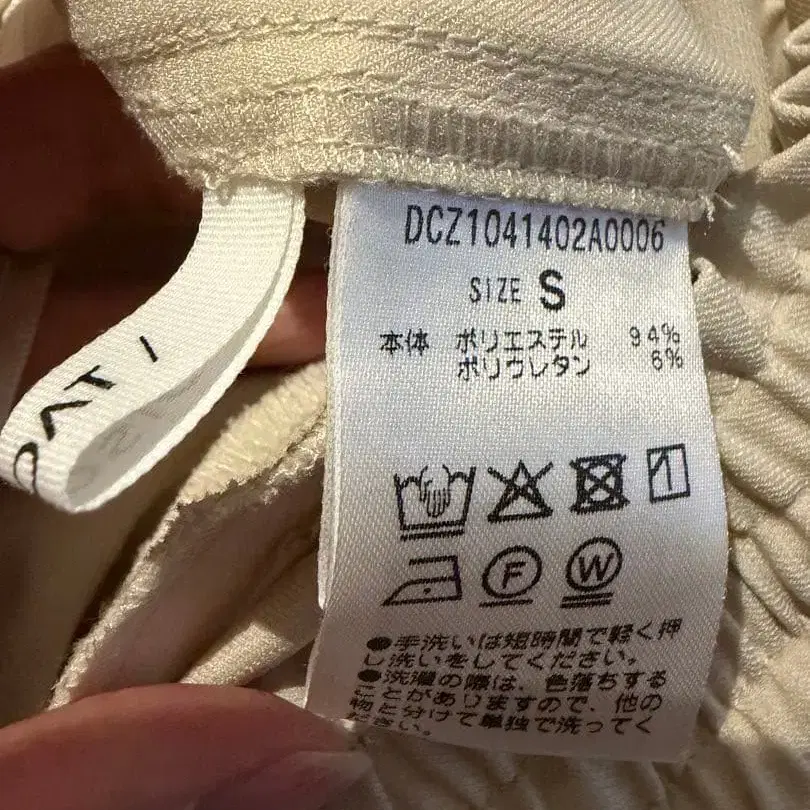 DCZ1041402A0006
SIZE S
本体 ポリエステル 94%
ポリウレタン 6%
F W
●手洗いは短時間で軽く押
し洗いをしてください。
●洗濯の際は、色落ちする
ことがありますので、他の
物と分けて単独で洗ってく
ださい。